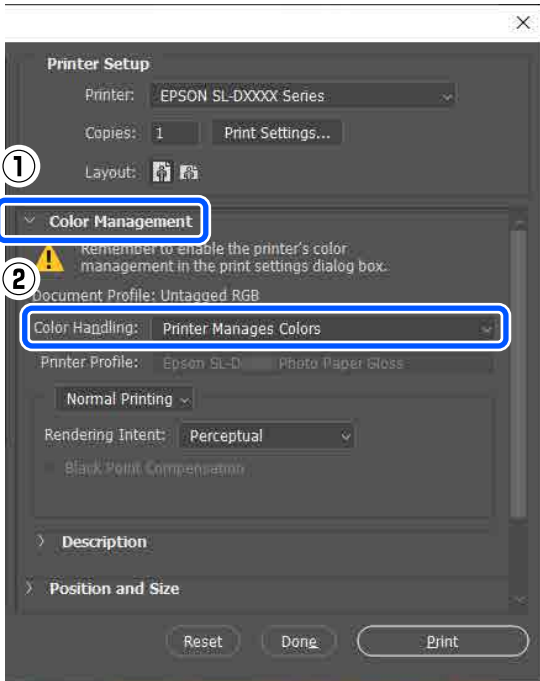 Printer Setup
Printer: EPSON SL-DXXXX Series
Copies: 1 Print Settings...
①
Layout:
Color Management
Remember to enable the printer's color
management in the print settings dialog box.
②
Document Profile: Untagged RGB
Color Handling: Printer Manages Colors
Printer Profile: Epson SL-D Photo Paper Gloss
Normal Printing
Rendering Intent: Perceptual
Black Point Compensation
Description
Position and Size
Reset Done Print